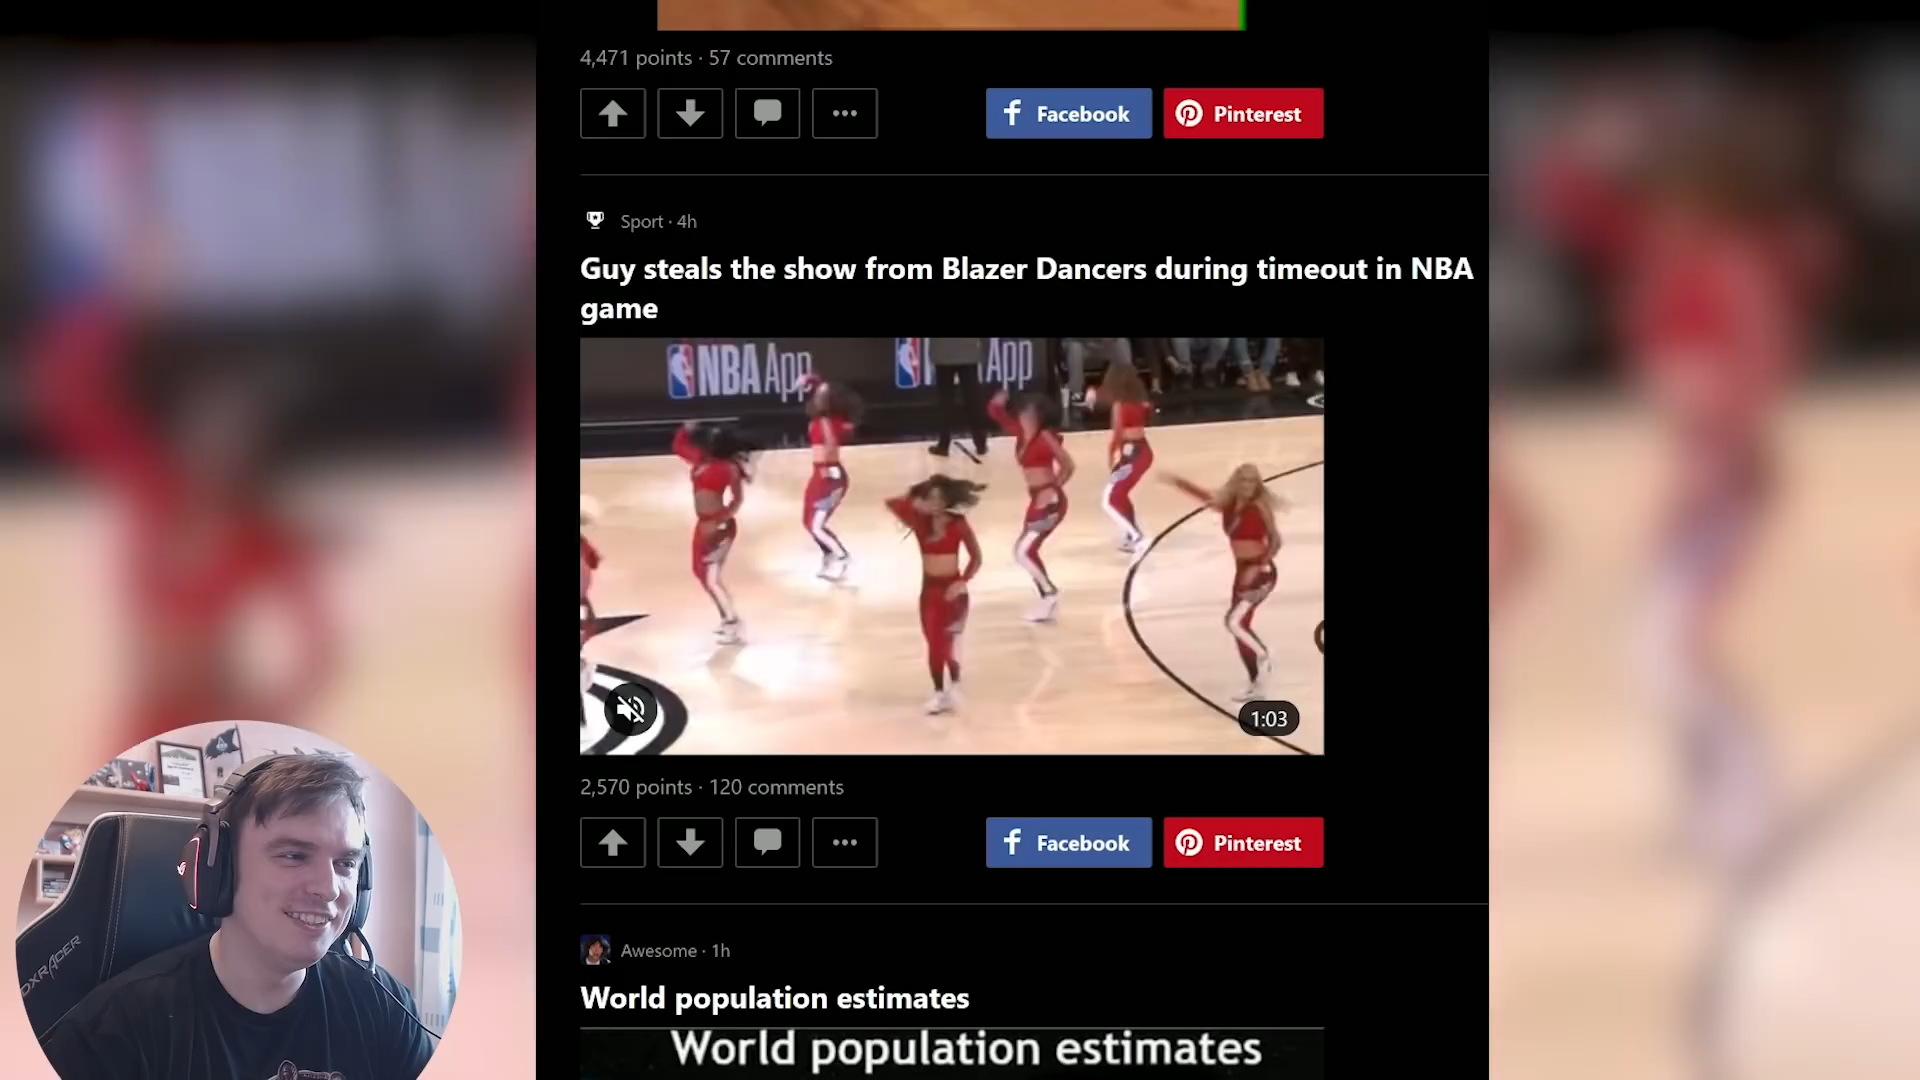 4,471 points · 57 comments
Facebook
Pinterest
Sport · 4h
Guy steals the show from Blazer Dancers during timeout in NBA
game
NBA App
App
1:03
2,570 points · 120 comments
Facebook
Pinterest
Awesome · 1h
World population estimates
World population estimates
DXRACER